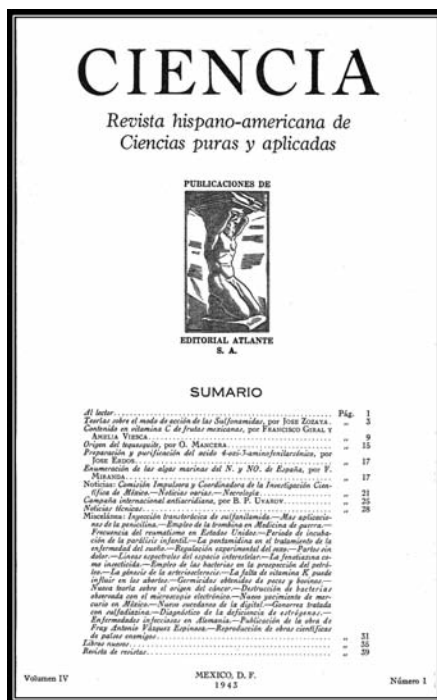 CIENCIA
Revista hispano-americana de
Ciencias puras y aplicadas
PUBLICACIONES DE
EDITORIAL ATLANTE
S. A.
SUMARIO
Al lector Pág. 1
Teorías sobre el modo de acción de las Sulfonamidas, por JOSE ZOZAYA. „ 3
Contenido en vitamina C de frutas mexicanas, por FRANCISCO GIRAL Y
AMELIA VIESCA „ 9
Origen del tequesquite, por O. MANCERA „ 15
Preparación y purificación del acido 4-oxi-3-aminofenilarsónico, por
JOSE ERDOS „ 17
Enumeración de las algas marinas del N. y NO. de España, por F.
MIRANDA „ 17
Noticias: Comisión Impulsora y Coordinadora de la Investigación Cien-
tífica de México.—Noticias varias.—Necrología „ 21
Campaña internacional antiacridiana, por B. P. UVAROV „ 25
Noticias técnicas „ 28
Miscelánea: Inyección transtorácica de sulfanilamida.—Más aplicacio-
nes de la penicilina.—Empleo de la trombina en Medicina de guerra.—
Frecuencia del reumatismo en Estados Unidos.—Periodo de incuba-
ción de la parálisis infantil.—La pentamidina en el tratamiento de la
enfermedad del sueño.—Regulación experimental del sexo.—Partos sin
dolor.—Líneas espectrales del espacio interestelar.—La fenotiazina co-
mo insecticida.—Empleo de las bacterias en la prospección del petró-
leo.—La génesis de la arterioesclerosis.—La falta de vitamina K puede
influir en los abortos.—Germicidas obtenidos de peces y bovinos.—
Nueva teoría sobre el origen del cáncer.—Destrucción de bacterias
observada con el microscopio electrónico.—Nuevo yacimiento de mer-
curio en México.—Nuevo sucedaneo de la digital.—Gonorrea tratada
con sulfadiazina.—Diagnóstico de la deficiencia de estrógenos.—
Enfermedades infecciosas en Alemania.—Publicación de la obra de
Fray Antonio Vázquez Espinosa.—Reproducción de obras científicas
de países enemigos „ 31
Libros nuevos „ 35
Revista de revistas „ 39
Volumen IV
MEXICO, D. F.
1943
Número 1